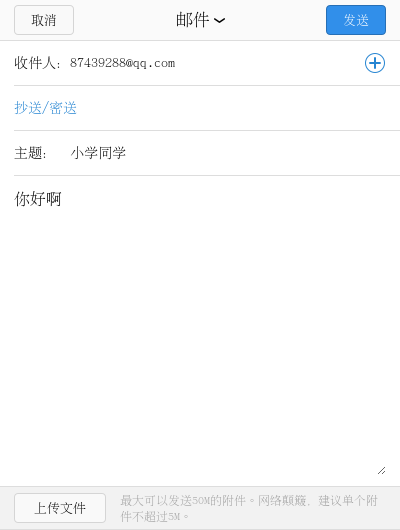 取消
邮件
发送
收件人: 87439288@qq.com
抄送/密送
主题: 小学同学
你好啊
上传文件
最大可以发送50M的附件。网络颠簸、建议单个附
件不超过5M。